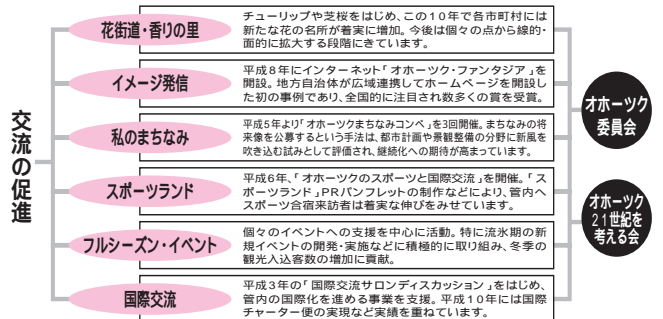 交流の促進
花街道・香りの里
チューリップや芝桜をはじめ、この10年で各市町村には
新たな花の名所が着実に増加。今後は個々の点から線的・
面的に拡大する段階にきています。
イメージ発信
平成8年にインターネット「オホーツク・ファンタジア」を
開設。地方自治体が広域連携してホームページを開設し
た初の事例であり、全国的に注目され数多くの賞を受賞。
私のまちなみ
平成5年より「オホーツクまちなみコンペ」を3回開催。まちなみの将
来像を公募するという手法は、都市計画や景観整備の分野に新風を
吹き込む試みとして評価され、継続化への期待が高まっています。
スポーツランド
平成6年、「オホーツクのスポーツと国際交流」を開催。「ス
ポーツランド」PRパンフレットの制作などにより、管内へ
スポーツ合宿来訪者は着実な伸びをみせています。
フルシーズン・イベント
個々のイベントへの支援を中心に活動。特に流氷期の新
規イベントの開発・実施などに積極的に取り組み、冬季の
観光入込客数の増加に貢献。
国際交流
平成3年の「国際交流サロンディスカッション」をはじめ、
管内の国際化を進める事業を支援。平成10年には国際
チャーター便の実現など実績を重ねています。
オホーツク
委員会
オホーツク
21世紀を
考える会